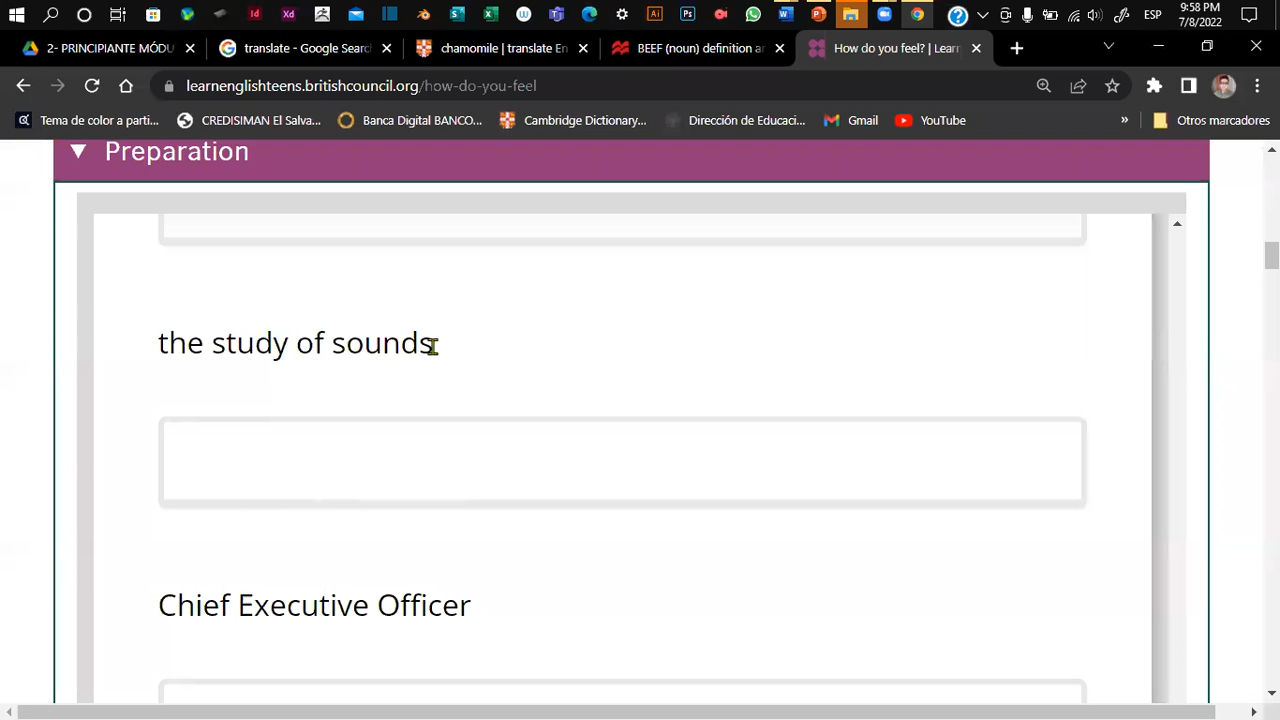 9:58 PM
ESP
7/8/2022
2- PRINCIPIANTE MÓDU
translate - Google Searc
chamomile | translate En
BEEF (noun) definition ar
How do you feel? | Learn
learnenglishteens.britishcouncil.org/how-do-you-feel
Tema de color a parti...
CREDISIMAN El Salva...
Banca Digital BANCO...
Cambridge Dictionary...
Dirección de Educaci...
Gmail
YouTube
»
Otros marcadores
Preparation
the study of sounds
Chief Executive Officer